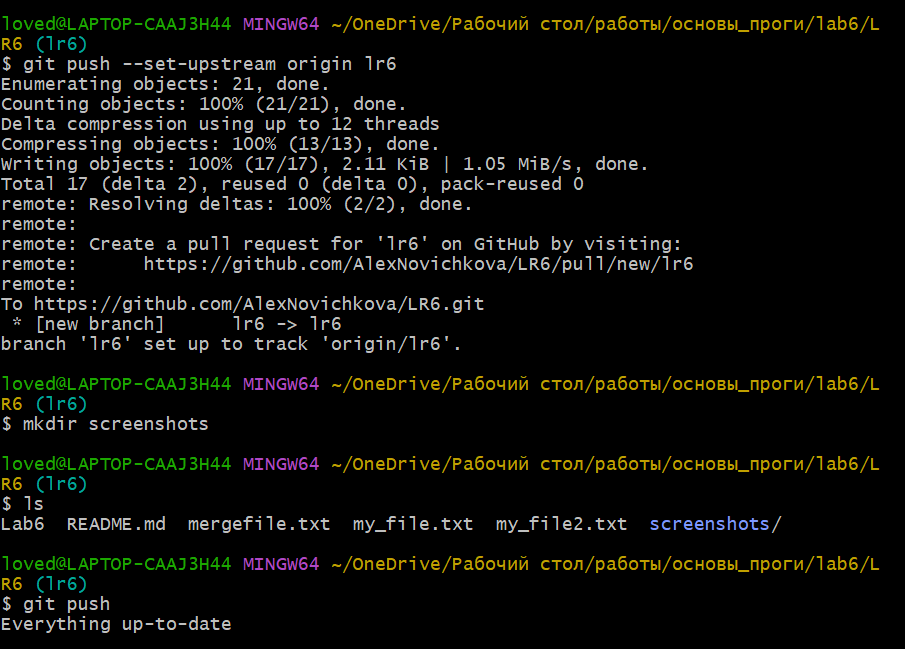 loved@LAPTOP-CAAJ3H44 MINGW64 ~/OneDrive/Рабочий стол/работы/основы_проги/lab6/L
R6 (lr6)
$ git push --set-upstream origin lr6
Enumerating objects: 21, done.
Counting objects: 100% (21/21), done.
Delta compression using up to 12 threads
Compressing objects: 100% (13/13), done.
Writing objects: 100% (17/17), 2.11 KiB | 1.05 MiB/s, done.
Total 17 (delta 2), reused 0 (delta 0), pack-reused 0
remote: Resolving deltas: 100% (2/2), done.
remote:
remote: Create a pull request for 'lr6' on GitHub by visiting:
remote:      https://github.com/AlexNovichkova/LR6/pull/new/lr6
remote:
To https://github.com/AlexNovichkova/LR6.git
 * [new branch]      lr6 -> lr6
branch 'lr6' set up to track 'origin/lr6'.
loved@LAPTOP-CAAJ3H44 MINGW64 ~/OneDrive/Рабочий стол/работы/основы_проги/lab6/L
R6 (lr6)
$ mkdir screenshots
loved@LAPTOP-CAAJ3H44 MINGW64 ~/OneDrive/Рабочий стол/работы/основы_проги/lab6/L
R6 (lr6)
$ ls
Lab6  README.md  mergefile.txt  my_file.txt  my_file2.txt  screenshots/
loved@LAPTOP-CAAJ3H44 MINGW64 ~/OneDrive/Рабочий стол/работы/основы_проги/lab6/L
R6 (lr6)
$ git push
Everything up-to-date